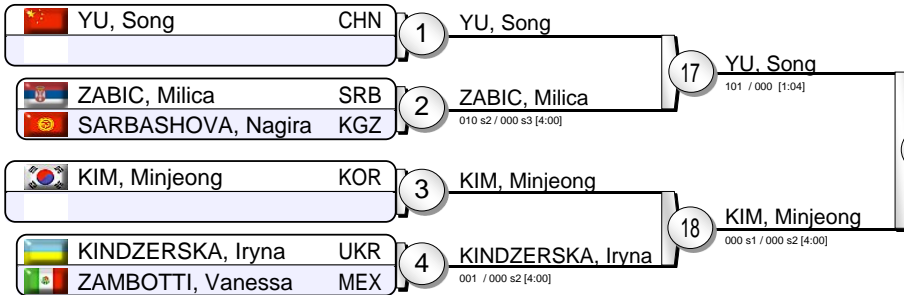 YU, Song CHN
1
YU, Song
17
YU, Song
101 / 000 [1:04]
ZABIC, Milica SRB
SARBASHOVA, Nagira KGZ
2
ZABIC, Milica
010 s2 / 000 s3 [4:00]
KIM, Minjeong KOR
3
KIM, Minjeong
18
KIM, Minjeong
000 s1 / 000 s2 [4:00]
KINDZERSKA, Iryna UKR
ZAMBOTTI, Vanessa MEX
4
KINDZERSKA, Iryna
001 / 000 s2 [4:00]